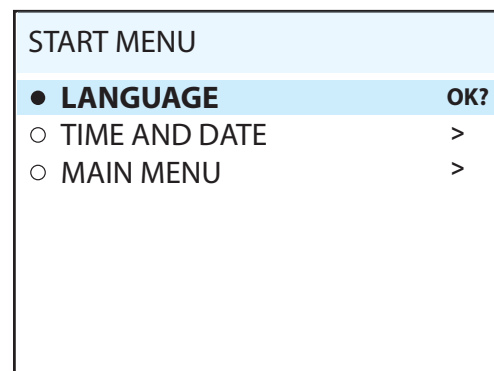 START MENU
● LANGUAGE OK?
○ TIME AND DATE >
○ MAIN MENU >